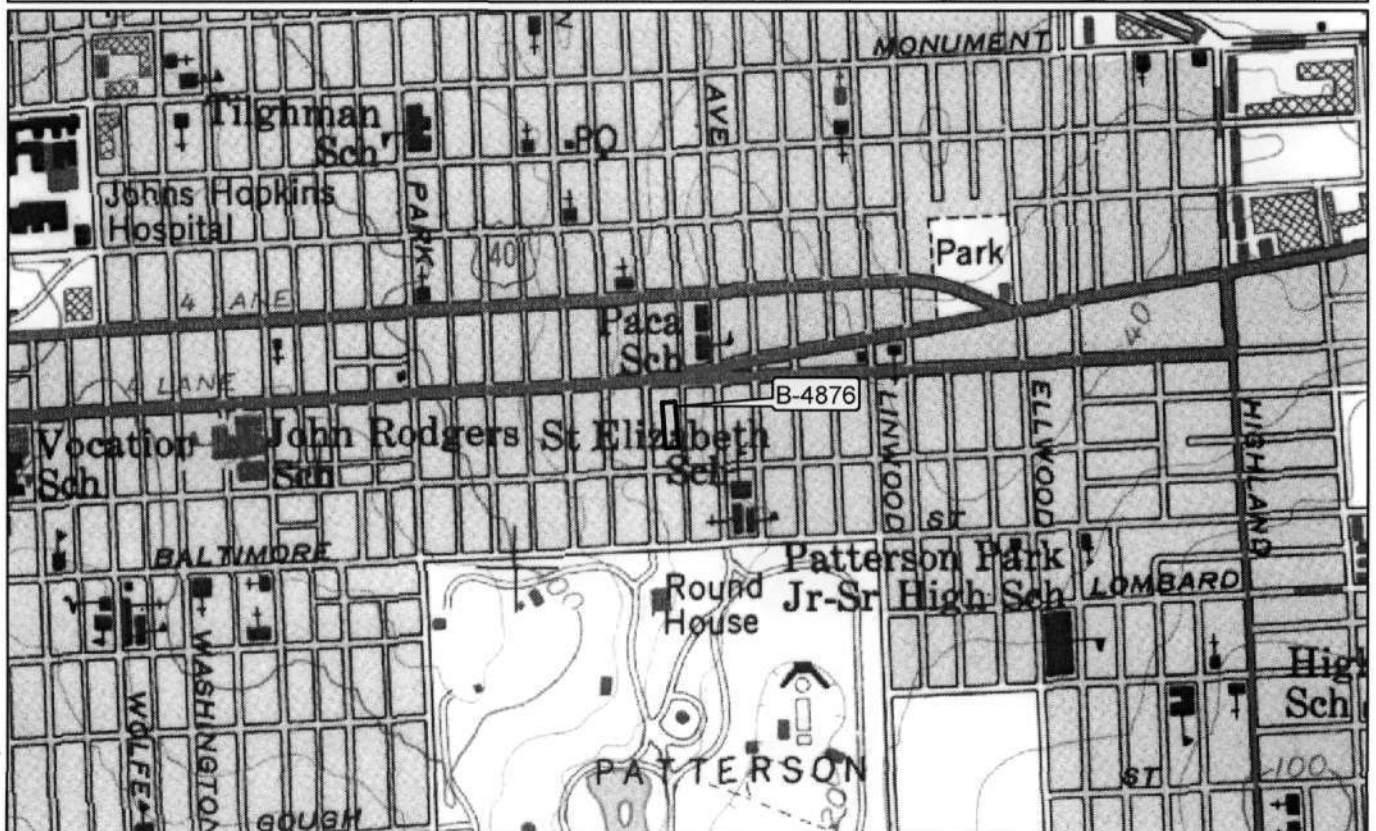 MONUMENT
AVE
Tilghman
Sch
PO
Johns Hopkins
Hospital
PARK
40
Park
4 LANE
Paca
Sch
40
LANE
B-4876
LINWOOD
ELLWOOD
HIGHLAND
Vocation
Sch
John Rodgers
Sch
St Elizabeth
Sch
ST
BALTIMORE
Patterson Park
Jr-Sr High Sch
LOMBARD
Round
House
WOLFE
WASHINGTON
High
Sch
PATTERSON
ST
100
GOUGH